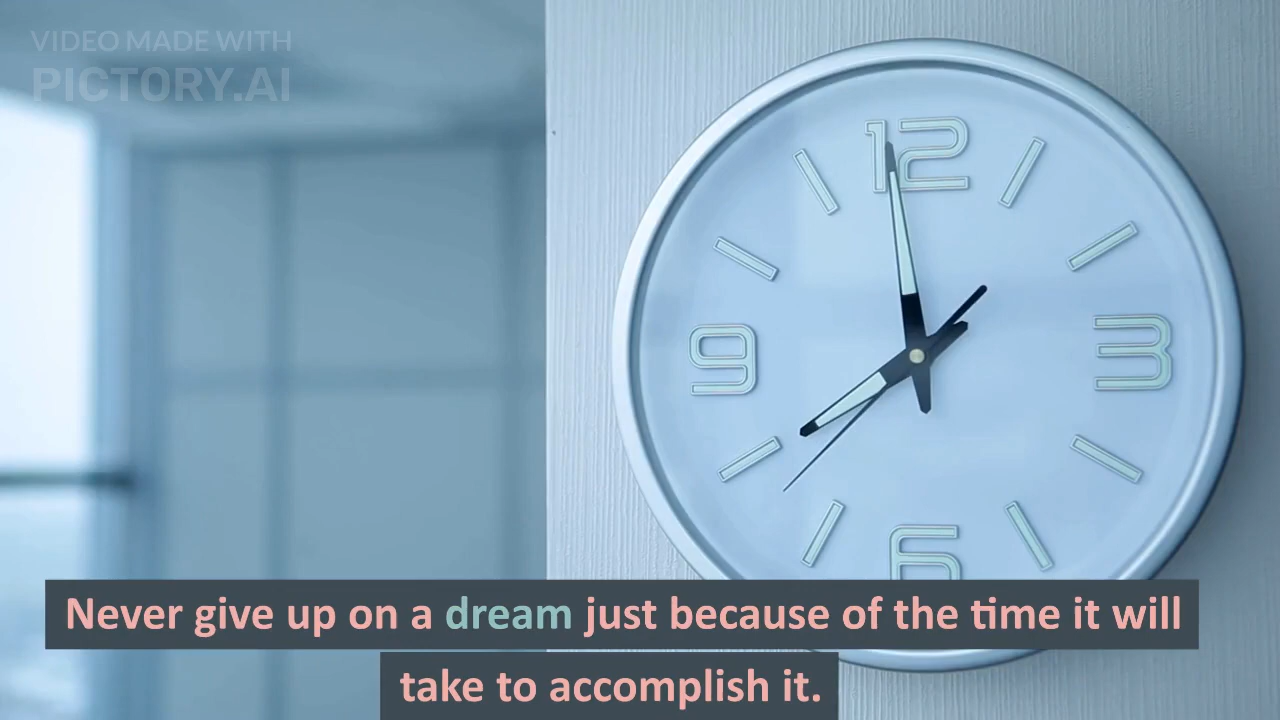 VIDEO MADE WITH
PICTORY.AI
12
9
3
6
Never give up on a dream just because of the time it will
take to accomplish it.